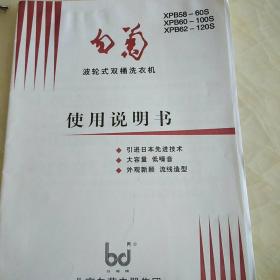 白菊
XPB58-60S
XPB60-100S
XPB62-120S
波轮式双桶洗衣机
使用说明书
引进日本先进技术
大容量 低噪音
外观新颖 流线造型
bd